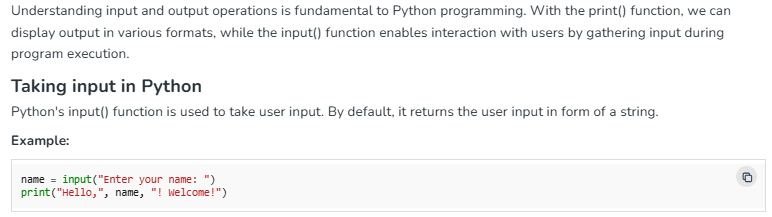 Understanding input and output operations is fundamental to Python programming. With the print() function, we can
display output in various formats, while the input() function enables interaction with users by gathering input during
program execution.
Taking input in Python
Python's input() function is used to take user input. By default, it returns the user input in form of a string.
Example:
name = input("Enter your name: ")
print("Hello,", name, "! Welcome!")